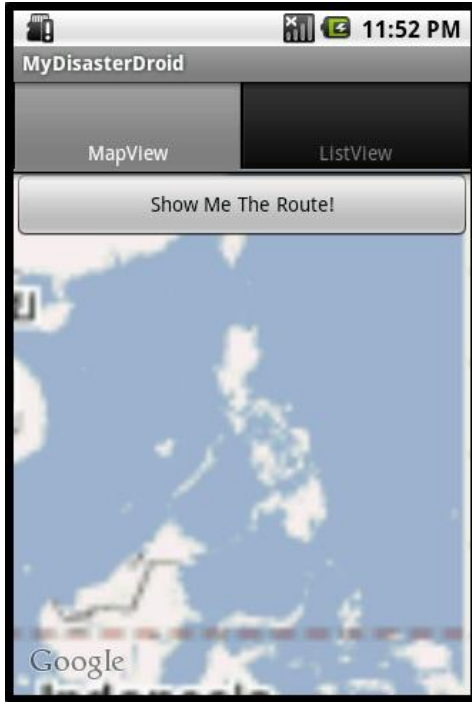 11:52 PM
MyDisasterDroid
MapView ListView
Show Me The Route!
Google